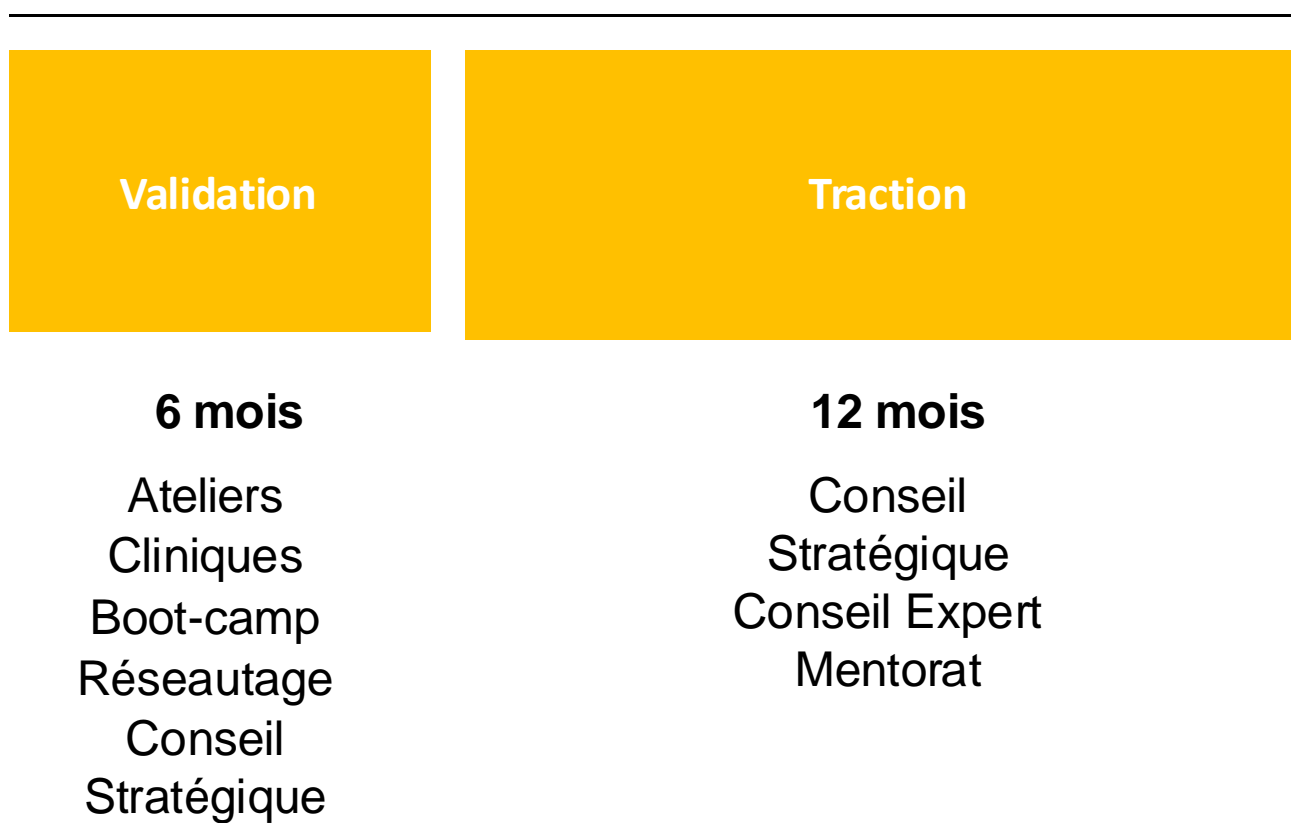 Validation
Traction
6 mois
12 mois
Ateliers
Cliniques
Boot-camp
Réseautage
Conseil
Stratégique
Conseil
Stratégique
Conseil Expert
Mentorat